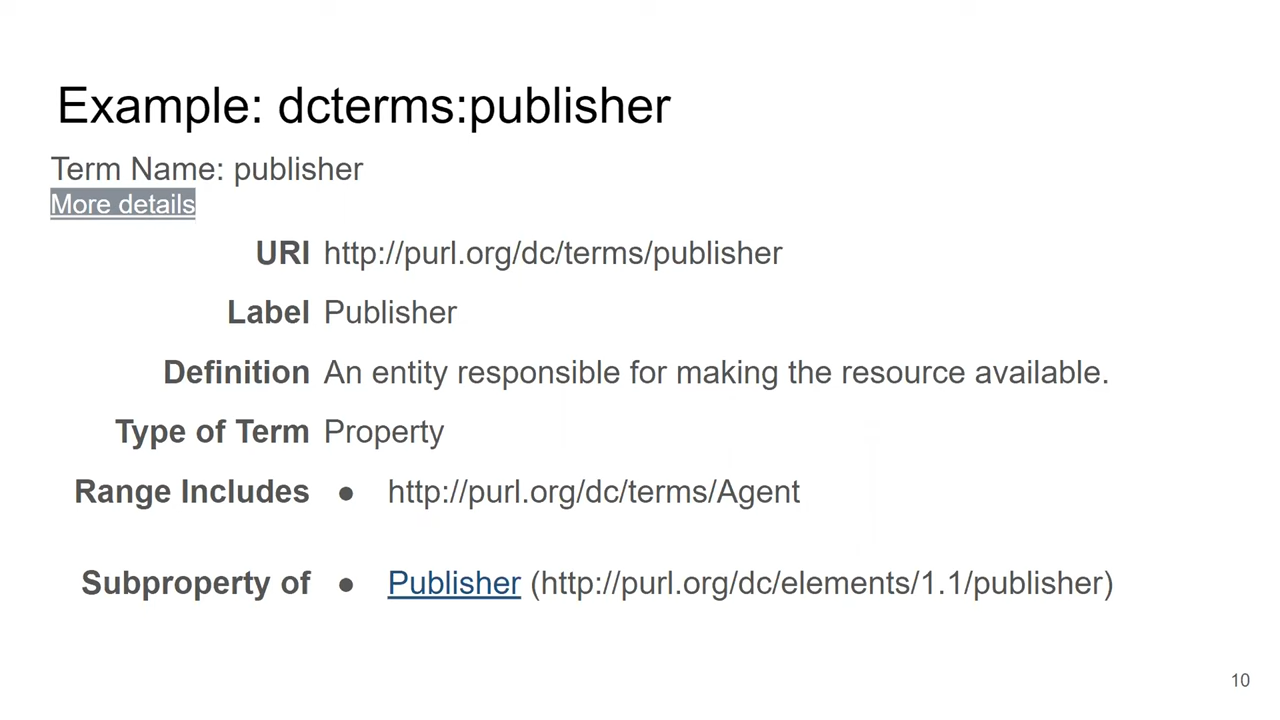 Example: dcterms:publisher
Term Name: publisher
More details
URI http://purl.org/dc/terms/publisher
Label Publisher
Definition An entity responsible for making the resource available.
Type of Term Property
Range Includes ● http://purl.org/dc/terms/Agent
Subproperty of ● Publisher (http://purl.org/dc/elements/1.1/publisher)
10